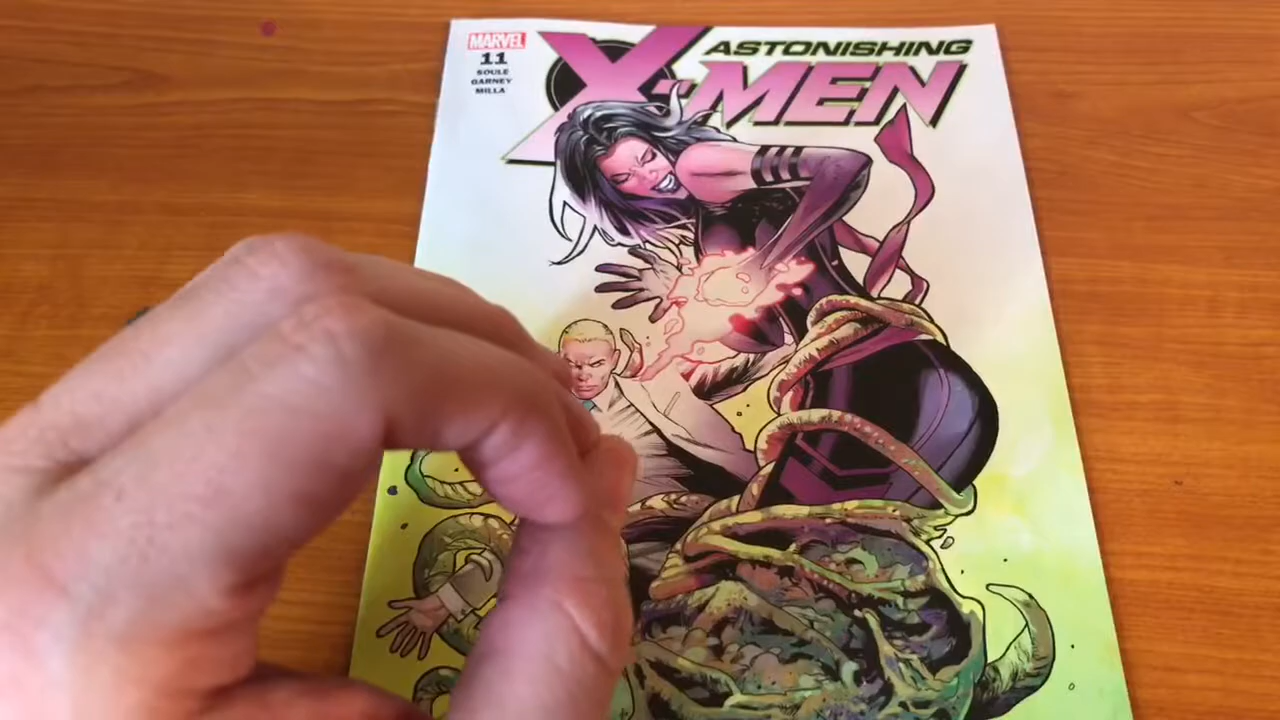 MARVEL
11
SOULE
GARNEY
MILLA
ASTONISHING
X-MEN